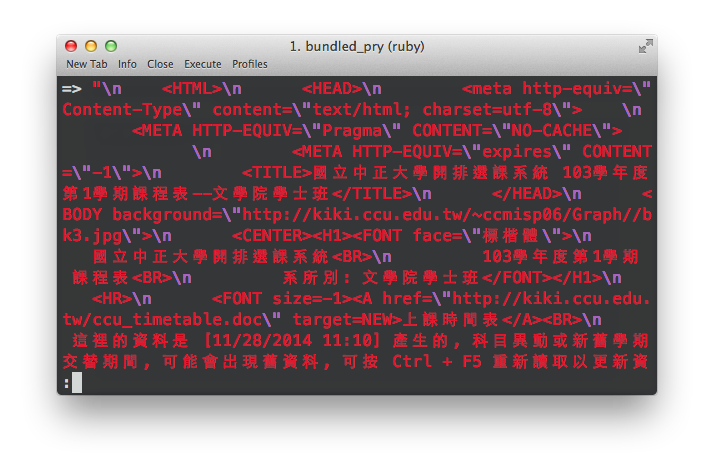 1. bundled_pry (ruby)
New Tab Info Close Execute Profiles
=> "\n    <HTML>\n      <HEAD>\n        <meta http-equiv=\"
Content-Type\" content=\"text/html; charset=utf-8\">    \n
       <META HTTP-EQUIV=\"Pragma\" CONTENT=\"NO-CACHE\">
             \n        <META HTTP-EQUIV=\"expires\" CONTENT
=\"-1\">\n        <TITLE>國立中正大學開排選課系統 103學年度
第1學期課程表--文學院學士班</TITLE>\n      </HEAD>\n      <
BODY background=\"http://kiki.ccu.edu.tw/~ccmisp06/Graph//b
k3.jpg\">\n      <CENTER><H1><FONT face=\"標楷體\">\n
   國立中正大學開排選課系統<BR>\n         103學年度第1學期
課程表<BR>\n         系所別: 文學院學士班</FONT></H1>\n
   <HR>\n      <FONT size=-1><A href=\"http://kiki.ccu.edu.
tw/ccu_timetable.doc\" target=NEW>上課時間表</A><BR>\n
這裡的資料是 [11/28/2014 11:10] 產生的, 科目異動或新舊學期
交替期間, 可能會出現舊資料, 可按 Ctrl + F5 重新讀取以更新資
: